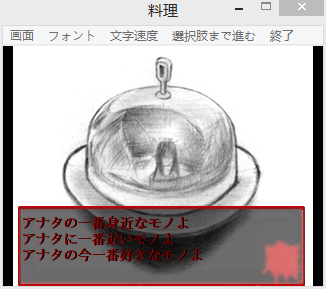 料理
画面 フォント 文字速度 選択肢まで進む 終了
アナタの一番身近なモノよ
アナタに一番近いモノよ
アナタの今一番好きなモノよ